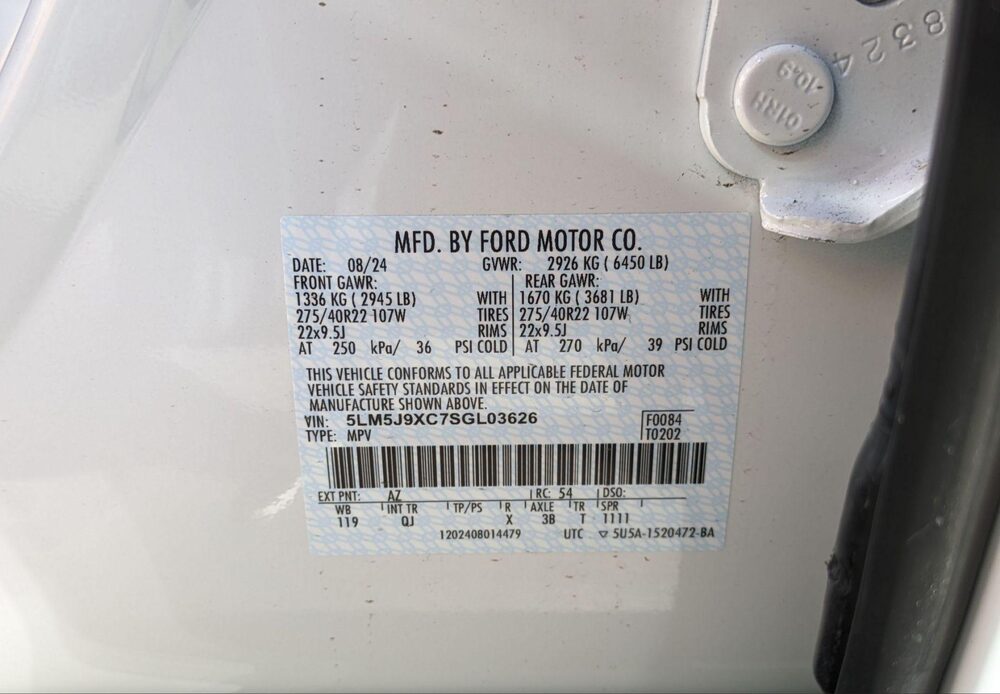 8324
OIRH
10.9
MFD. BY FORD MOTOR CO.
DATE: 08/24 GVWR: 2926 KG ( 6450 LB)
FRONT GAWR: REAR GAWR:
1336 KG ( 2945 LB) WITH 1670 KG ( 3681 LB) WITH
275/40R22 107W TIRES 275/40R22 107W TIRES
22x9.5J RIMS 22x9.5J RIMS
AT 250 kPa/ 36 PSI COLD AT 270 kPa/ 39 PSI COLD
THIS VEHICLE CONFORMS TO ALL APPLICABLE FEDERAL MOTOR
VEHICLE SAFETY STANDARDS IN EFFECT ON THE DATE OF
MANUFACTURE SHOWN ABOVE.
VIN: 5LM5J9XC7SGL03626 F0084
TYPE: MPV T0202
EXT PNT: AZ RC: 54 DSO:
WB INT TR TP/PS R AXLE TR SPR
119 QJ X 3B T 1111
1202408014479 UTC ▽ 5U5A-1520472-BA